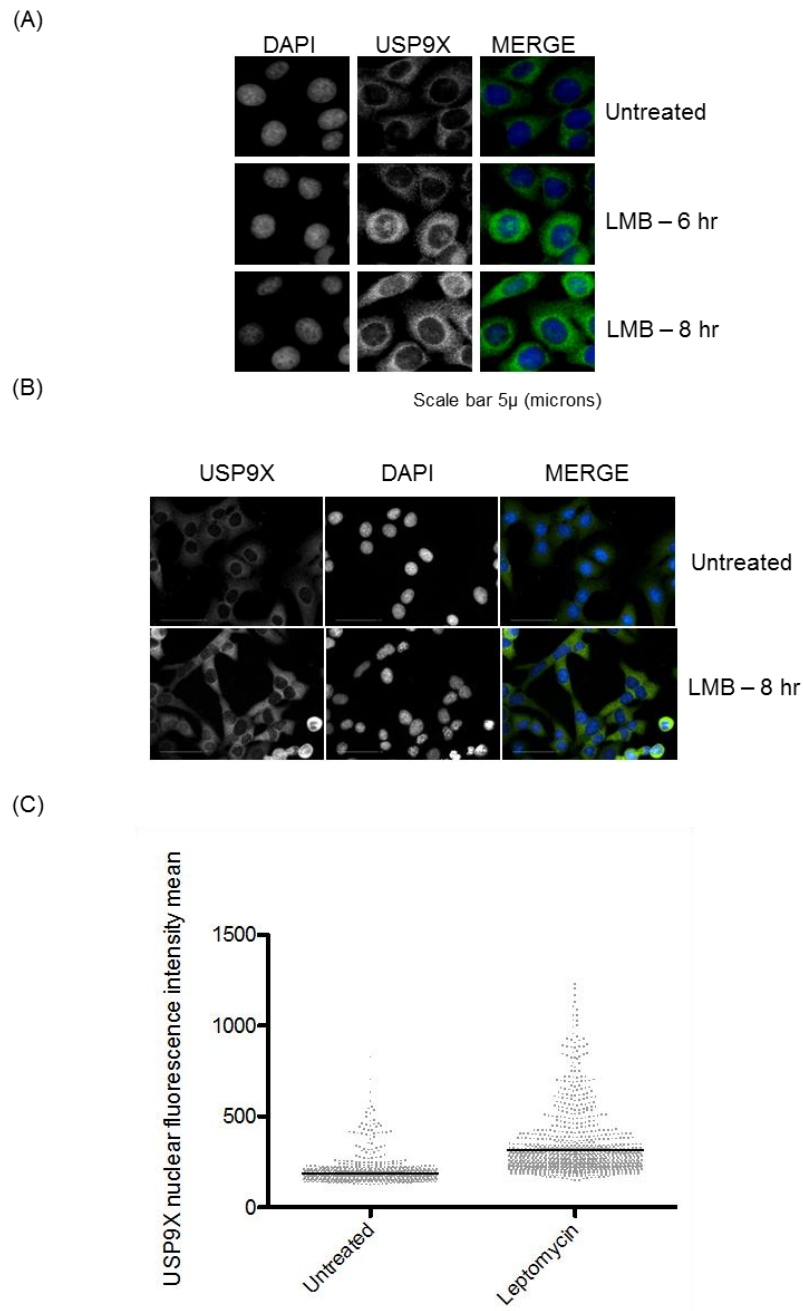 (A)
DAPI USP9X MERGE
Untreated
LMB – 6 hr
LMB – 8 hr
Scale bar 5µ (microns)
(B)
USP9X DAPI MERGE
Untreated
LMB – 8 hr
(C)
USP9X nuclear fluorescence intensity mean
1500
1000
500
0
Untreated
Leptomycin